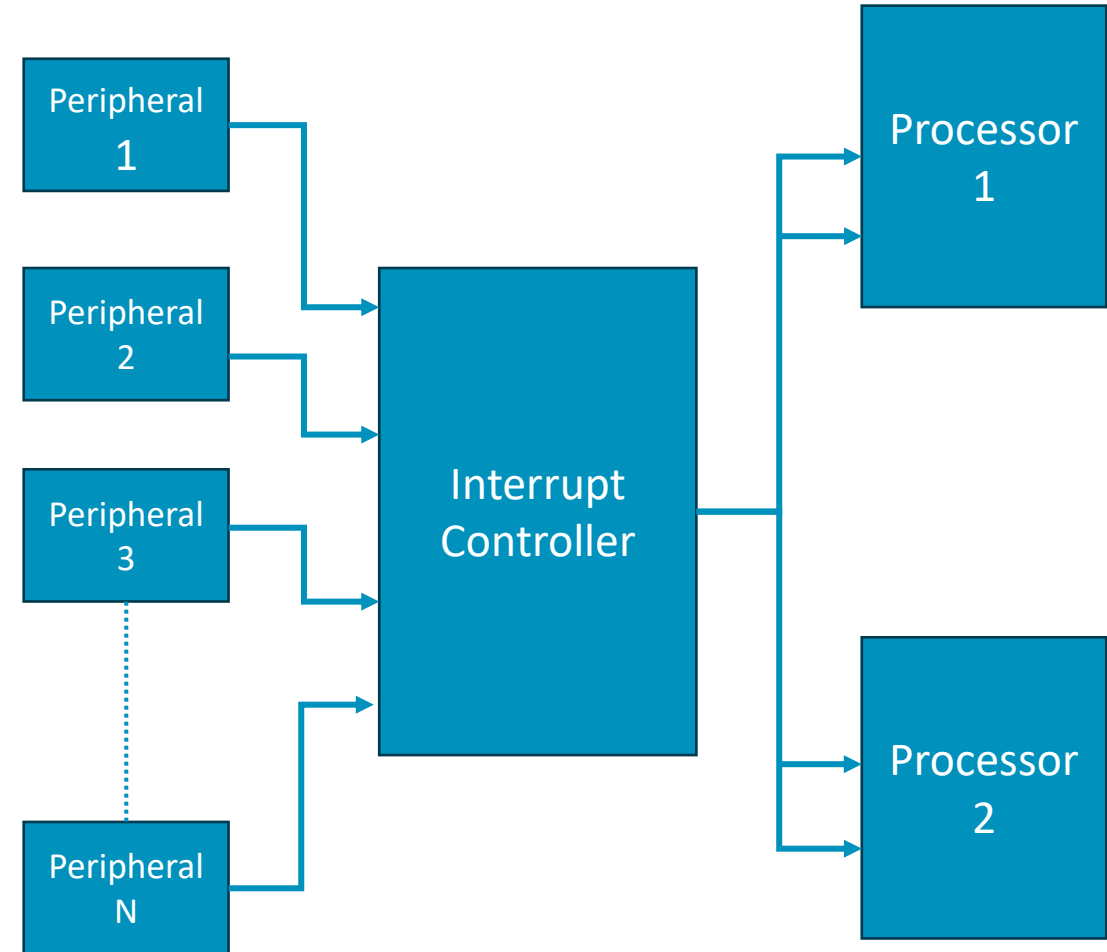 Peripheral
1
Peripheral
2
Peripheral
3
Peripheral
N
Interrupt
Controller
Processor
1
Processor
2